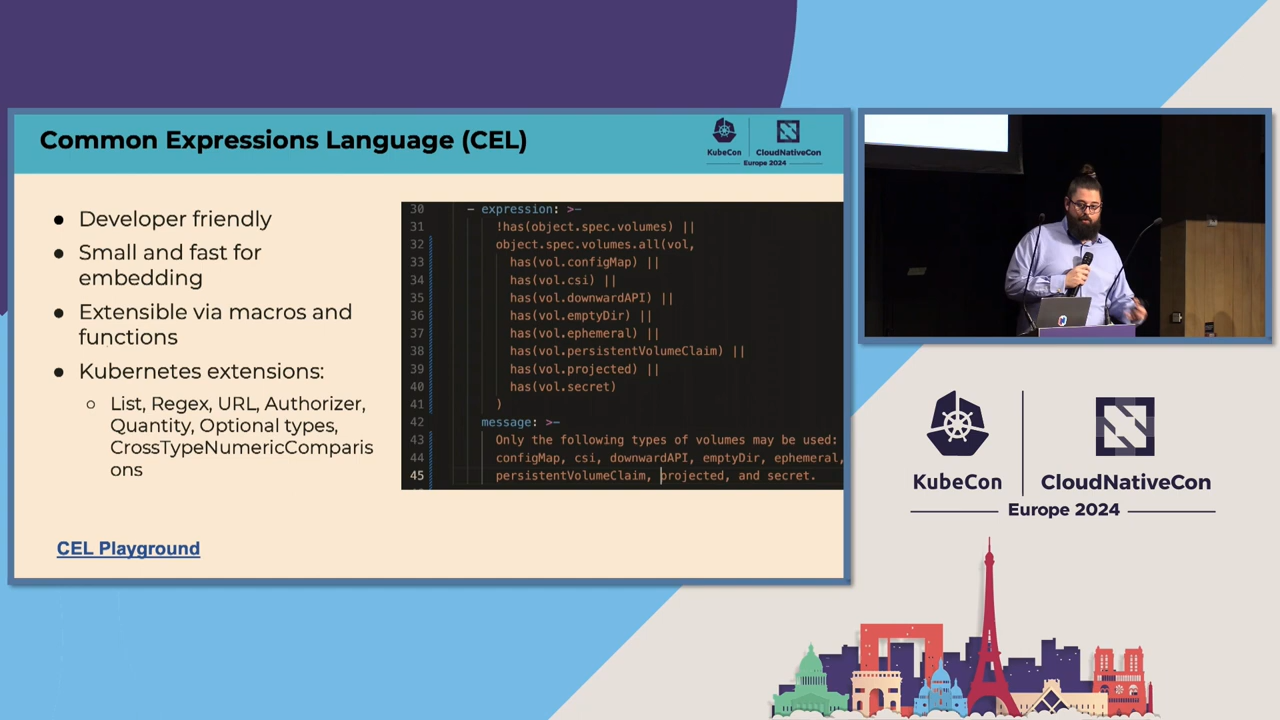 Common Expressions Language (CEL)
KubeCon
CloudNativeCon
Europe 2024
● Developer friendly
● Small and fast for
embedding
● Extensible via macros and
functions
● Kubernetes extensions:
○ List, Regex, URL, Authorizer,
Quantity, Optional types,
CrossTypeNumericComparis
ons
CEL Playground
30 - expression: >-
31 !has(object.spec.volumes) ||
32 object.spec.volumes.all(vol,
33 has(vol.configMap) ||
34 has(vol.csi) ||
35 has(vol.downwardAPI) ||
36 has(vol.emptyDir) ||
37 has(vol.ephemeral) ||
38 has(vol.persistentVolumeClaim) ||
39 has(vol.projected) ||
40 has(vol.secret)
41 )
42 message: >-
43 Only the following types of volumes may be used:
44 configMap, csi, downwardAPI, emptyDir, ephemeral,
45 persistentVolumeClaim, projected, and secret.
KubeCon
CloudNativeCon
Europe 2024